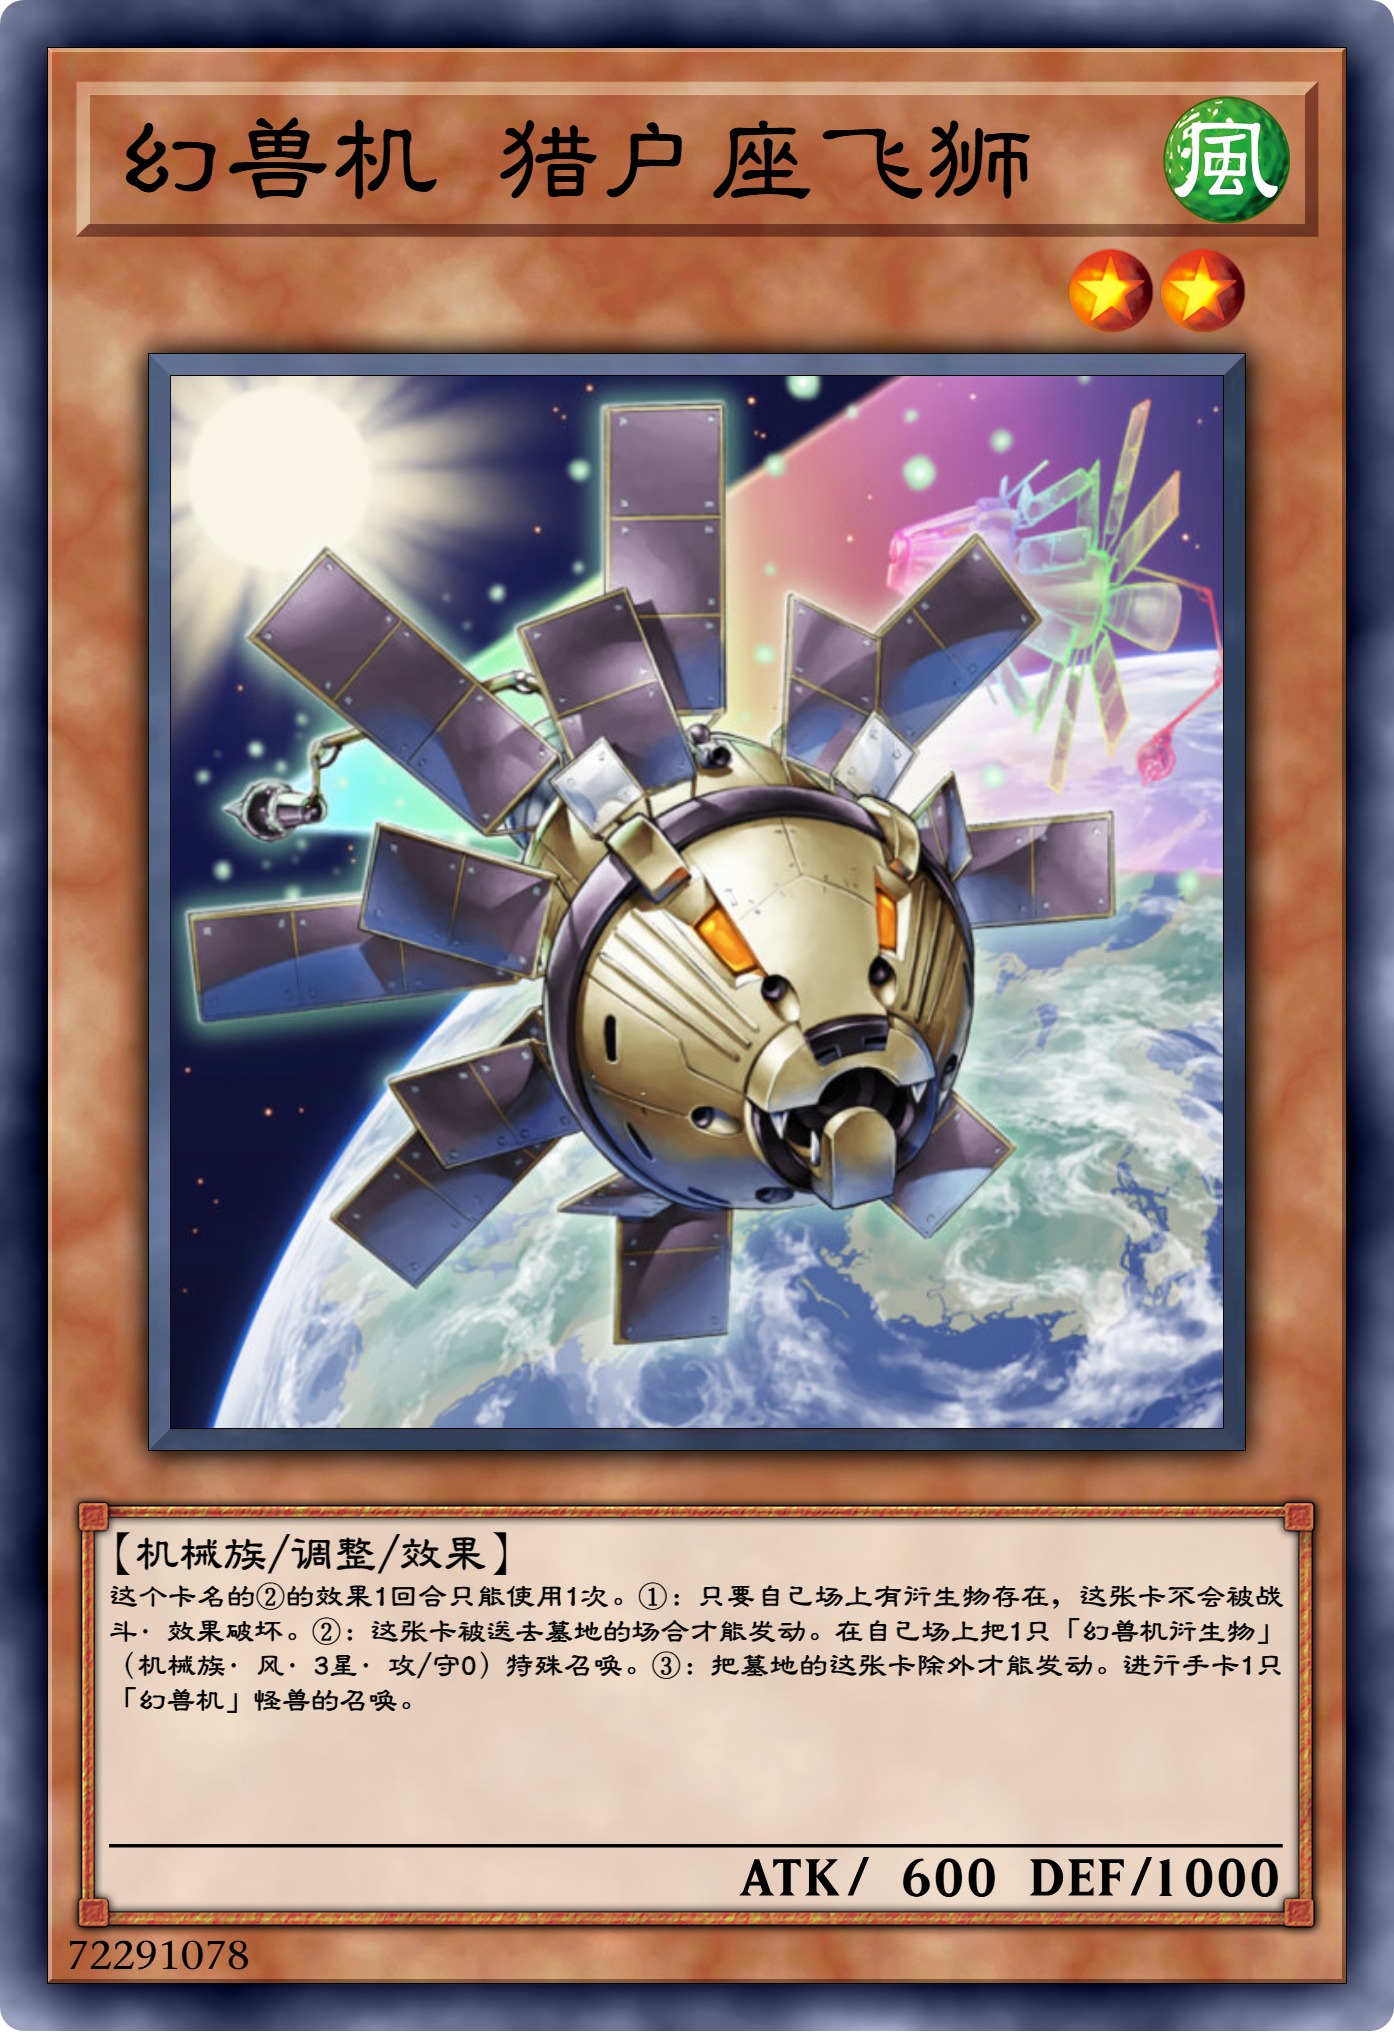 幻兽机 猎户座飞狮
風
【机械族/调整/效果】
这个卡名的②的效果1回合只能使用1次。①：只要自己场上有衍生物存在，这张卡不会被战
斗·效果破坏。②：这张卡被送去墓地的场合才能发动。在自己场上把1只「幻兽机衍生物」
（机械族·风·3星·攻/守0）特殊召唤。③：把墓地的这张卡除外才能发动。进行手卡1只
「幻兽机」怪兽的召唤。
ATK/ 600 DEF/1000
72291078